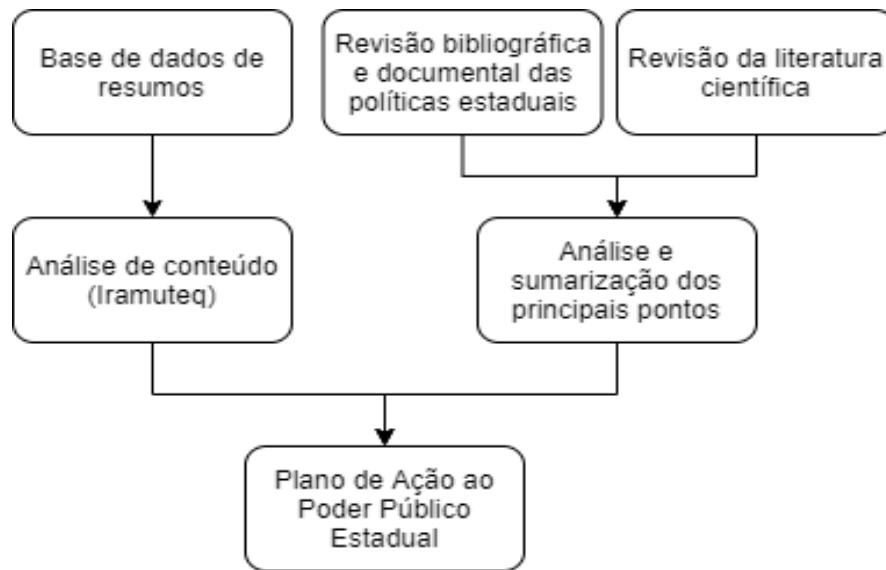 Base de dados de
resumos
Revisão bibliográfica
e documental das
políticas estaduais
Revisão da literatura
científica
Análise de conteúdo
(Iramuteq)
Análise e
sumarização dos
principais pontos
Plano de Ação ao
Poder Público
Estadual